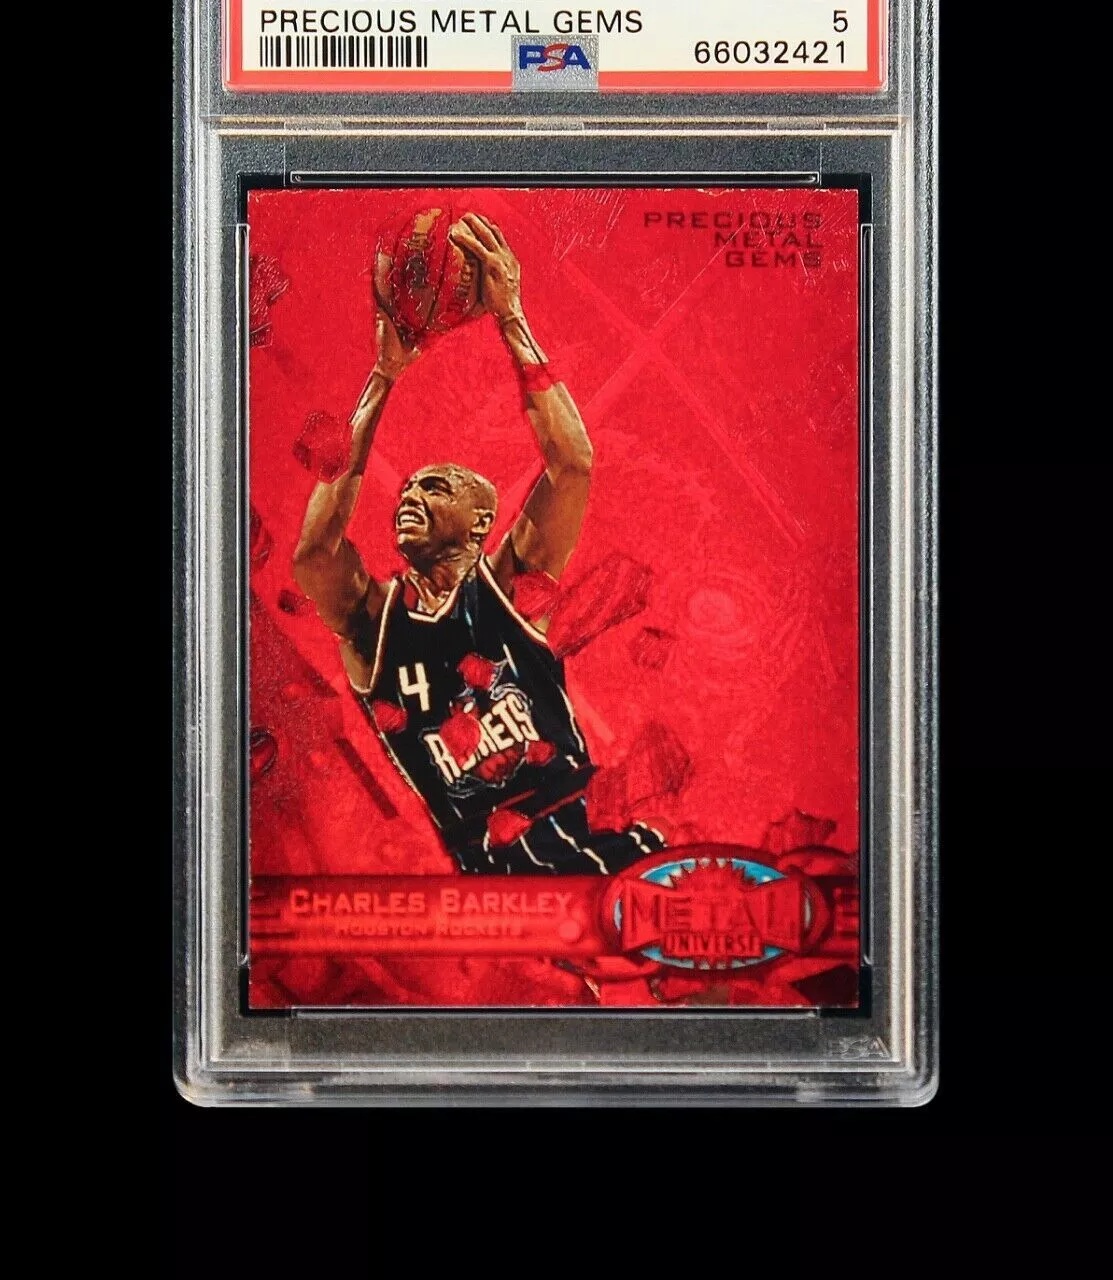 PRECIOUS METAL GEMS 5
PSA 66032421
PRECIOUS
METAL
GEMS
4
ROCKETS
CHARLES BARKLEY
HOUSTON ROCKETS
METAL
UNIVERSE
PSA